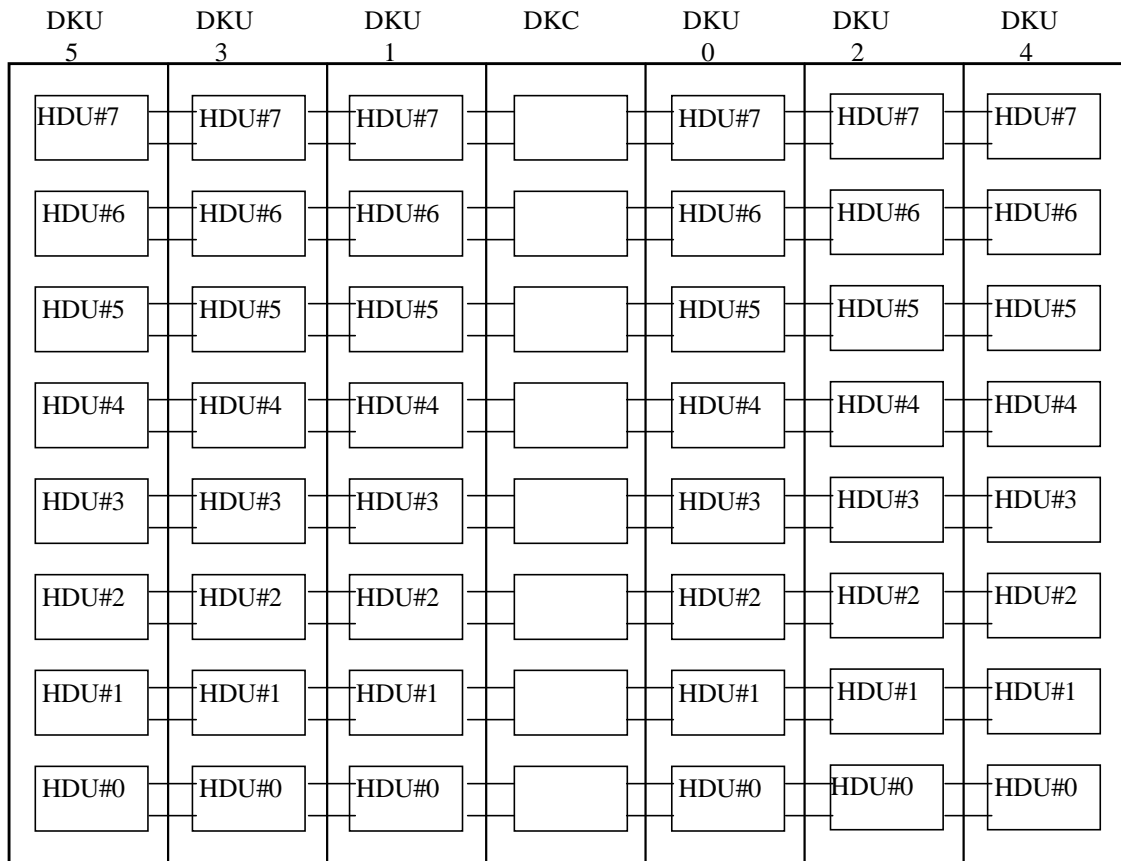 DKU DKU DKU DKC DKU DKU DKU
5 3 1 0 2 4
HDU#7 HDU#7 HDU#7 HDU#7 HDU#7 HDU#7
HDU#6 HDU#6 HDU#6 HDU#6 HDU#6 HDU#6
HDU#5 HDU#5 HDU#5 HDU#5 HDU#5 HDU#5
HDU#4 HDU#4 HDU#4 HDU#4 HDU#4 HDU#4
HDU#3 HDU#3 HDU#3 HDU#3 HDU#3 HDU#3
HDU#2 HDU#2 HDU#2 HDU#2 HDU#2 HDU#2
HDU#1 HDU#1 HDU#1 HDU#1 HDU#1 HDU#1
HDU#0 HDU#0 HDU#0 HDU#0 HDU#0 HDU#0